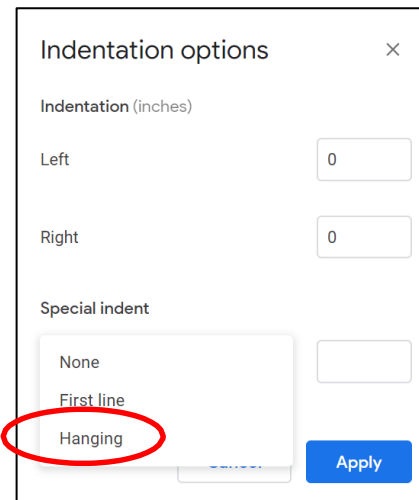 Indentation options
Indentation (inches)
Left 0
Right 0
Special indent
None
First line
Hanging
Apply